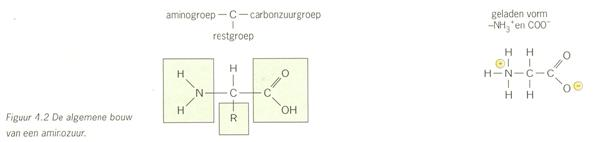 aminogroep – C – carbonzuurgroep
restgroep
geladen vorm
–NH₃⁺ en COO⁻
H
H
N
H
C
R
C
O
OH
H H
H – N – C – C
H H
O
O
+
−
Figuur 4.2 De algemene bouw
van een aminozuur.